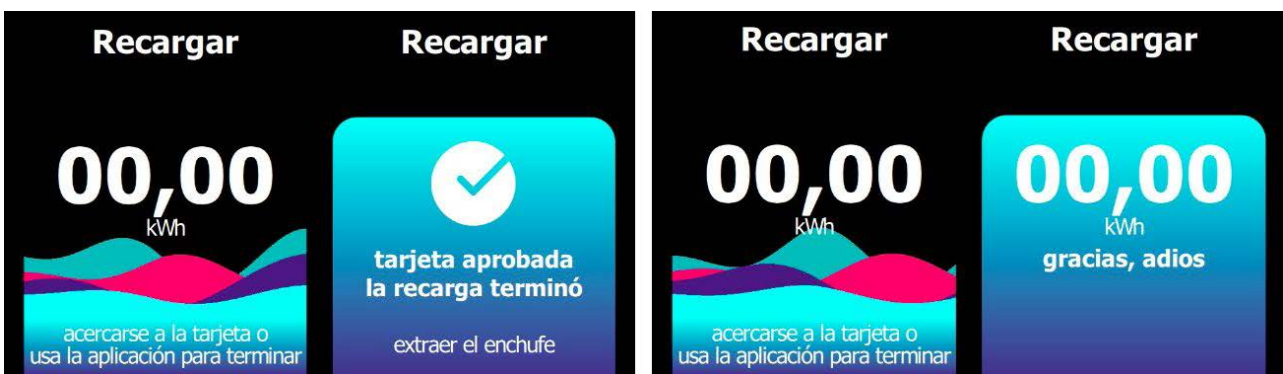 Recargar
00,00
kWh
acercarse a la tarjeta o
usa la aplicación para terminar
Recargar
tarjeta aprobada
la recarga terminó
extraer el enchufe
Recargar
00,00
kWh
acercarse a la tarjeta o
usa la aplicación para terminar
Recargar
00,00
kWh
gracias, adios